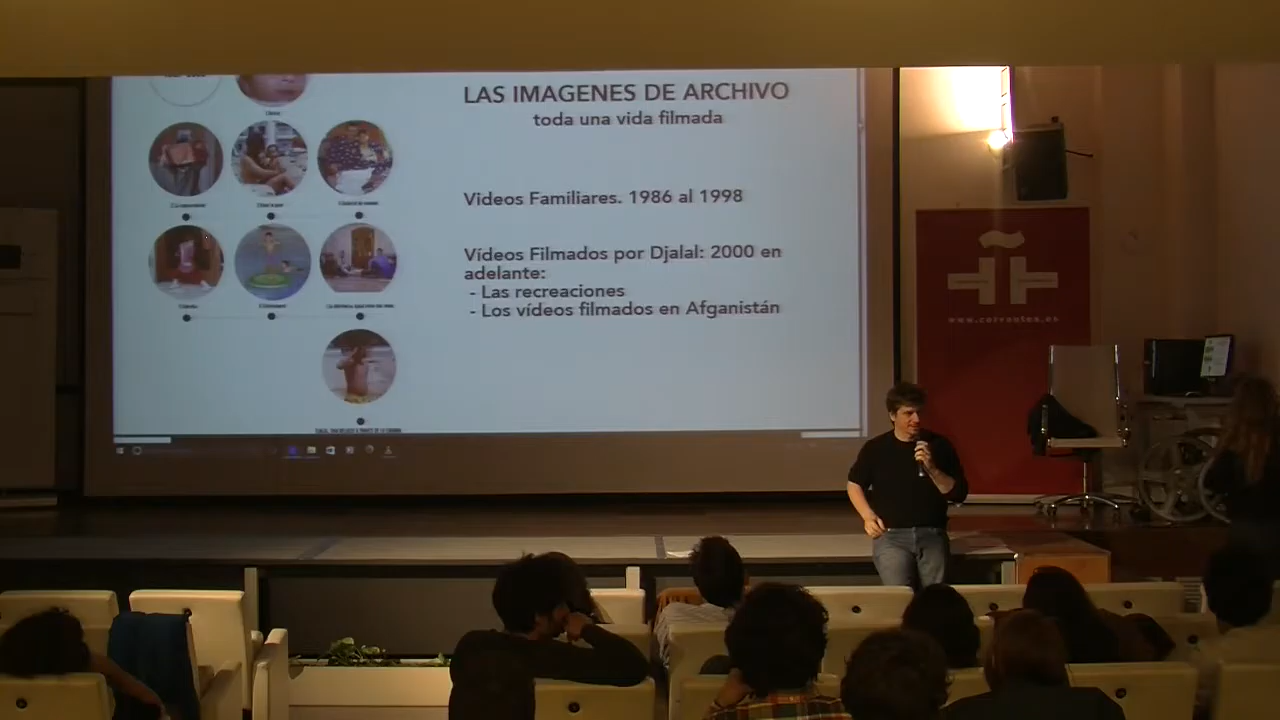 LAS IMAGENES DE ARCHIVO
toda una vida filmada
Videos Familiares. 1986 al 1998
Vídeos Filmados por Djalal: 2000 en
adelante:
- Las recreaciones
- Los vídeos filmados en Afganistán
www.cervantes.es